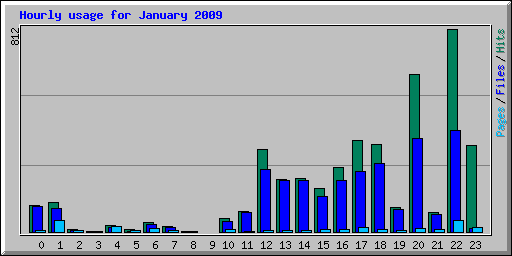 Hourly usage for January 2009
812
Pages / Files / Hits
0 1 2 3 4 5 6 7 8 9 10 11 12 13 14 15 16 17 18 19 20 21 22 23